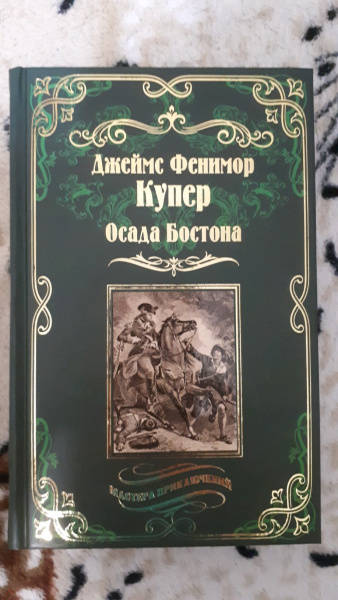 Джеймс Фенимор
Купер
Осада Бостона
МАСТЕРА ПРИКЛЮЧЕНИЙ